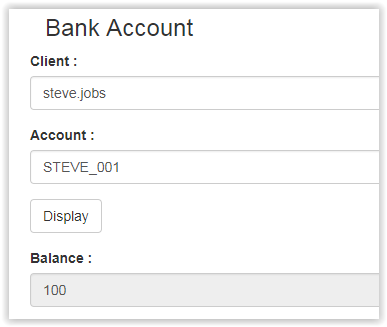 Bank Account
Client :
steve.jobs
Account :
STEVE_001
Display
Balance :
100